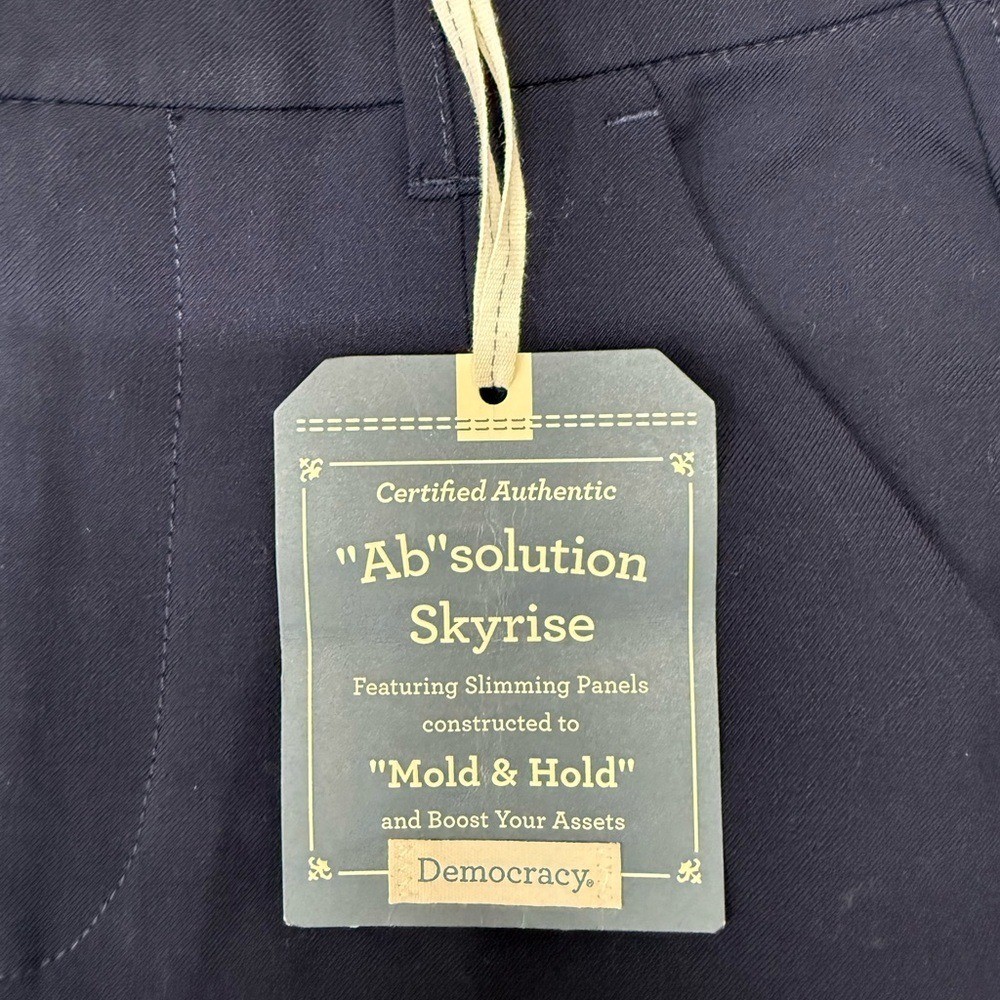 Certified Authentic
"Ab"solution
Skyrise
Featuring Slimming Panels
constructed to
"Mold & Hold"
and Boost Your Assets
Democracy®